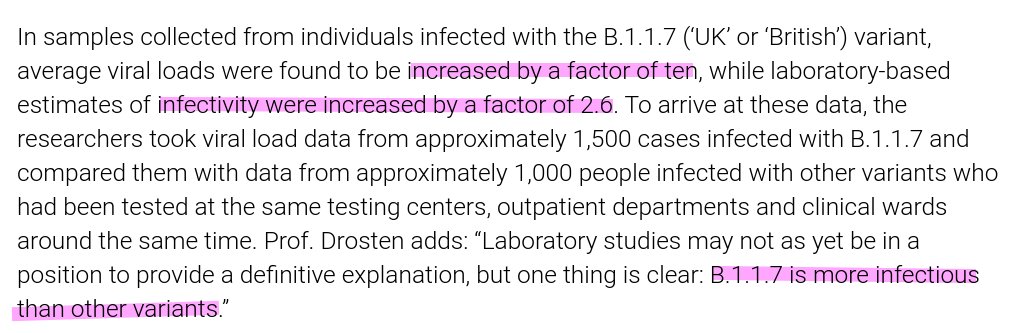 In samples collected from individuals infected with the B.1.1.7 (‘UK’ or ‘British’) variant,
average viral loads were found to be increased by a factor of ten, while laboratory-based
estimates of infectivity were increased by a factor of 2.6. To arrive at these data, the
researchers took viral load data from approximately 1,500 cases infected with B.1.1.7 and
compared them with data from approximately 1,000 people infected with other variants who
had been tested at the same testing centers, outpatient departments and clinical wards
around the same time. Prof. Drosten adds: “Laboratory studies may not as yet be in a
position to provide a definitive explanation, but one thing is clear: B.1.1.7 is more infectious
than other variants.”